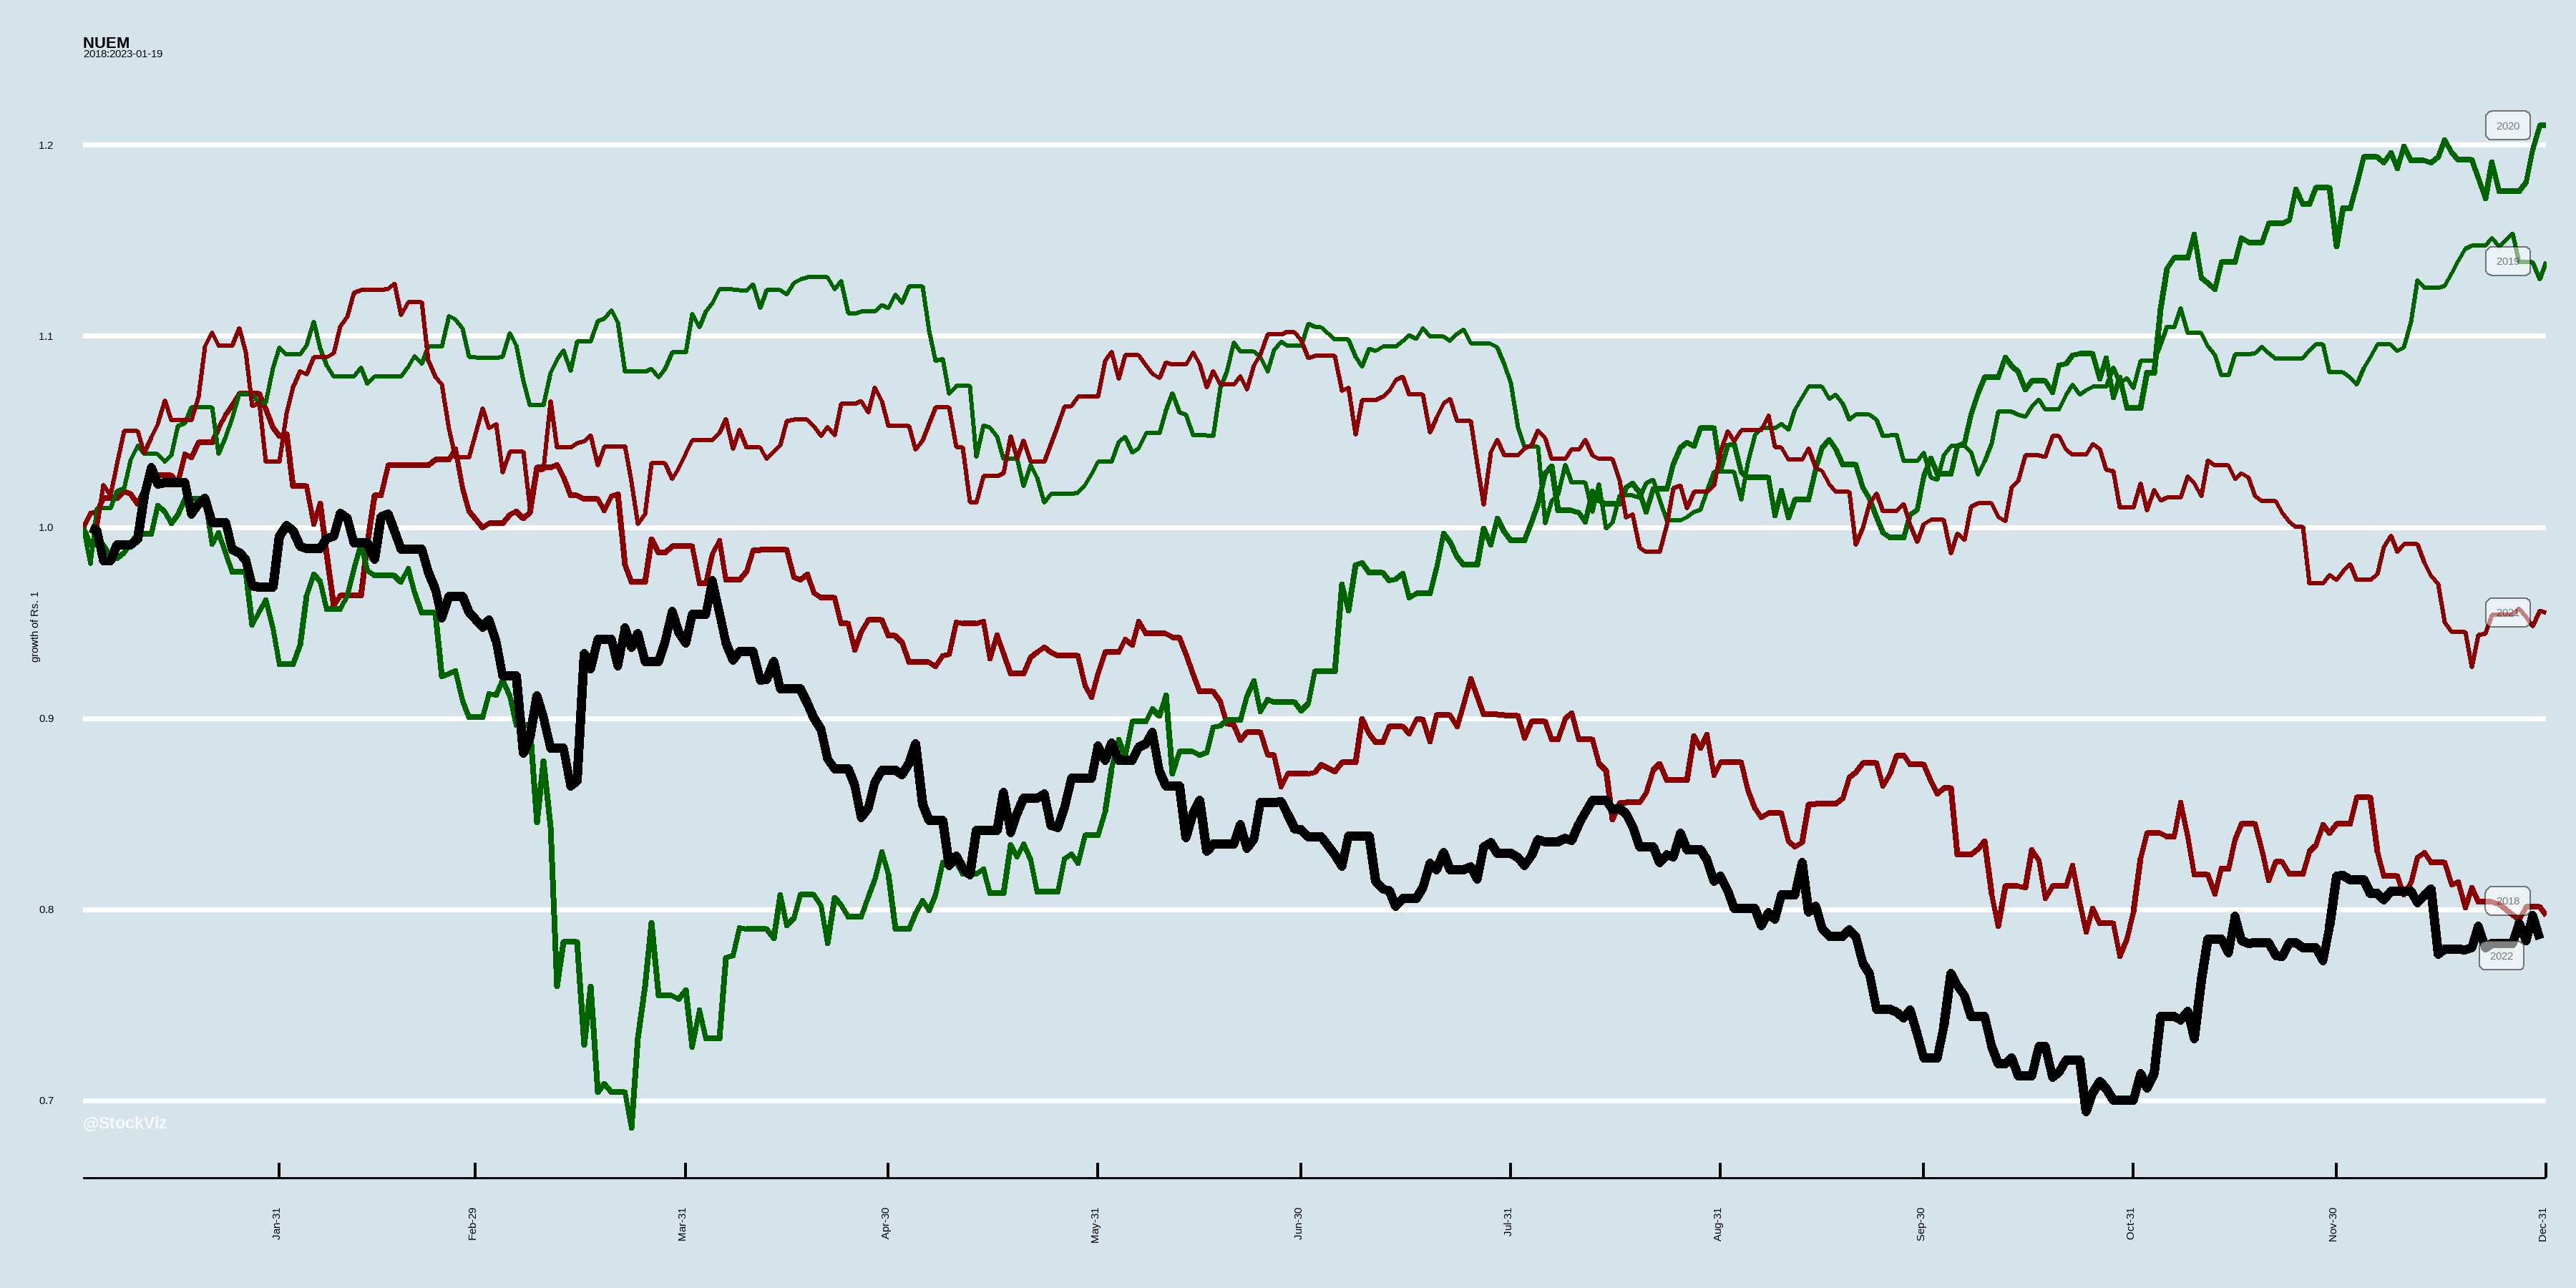 NUEM
2018:2023-01-19
2020
1.2
2019
1.1
1.0
growth of Rs. 1
2021
0.9
2018
0.8
2022
0.7
@StockViz
Jan-31
Feb-29
Mar-31
Apr-30
May-31
Jun-30
Jul-31
Aug-31
Sep-30
Oct-31
Nov-30
Dec-31